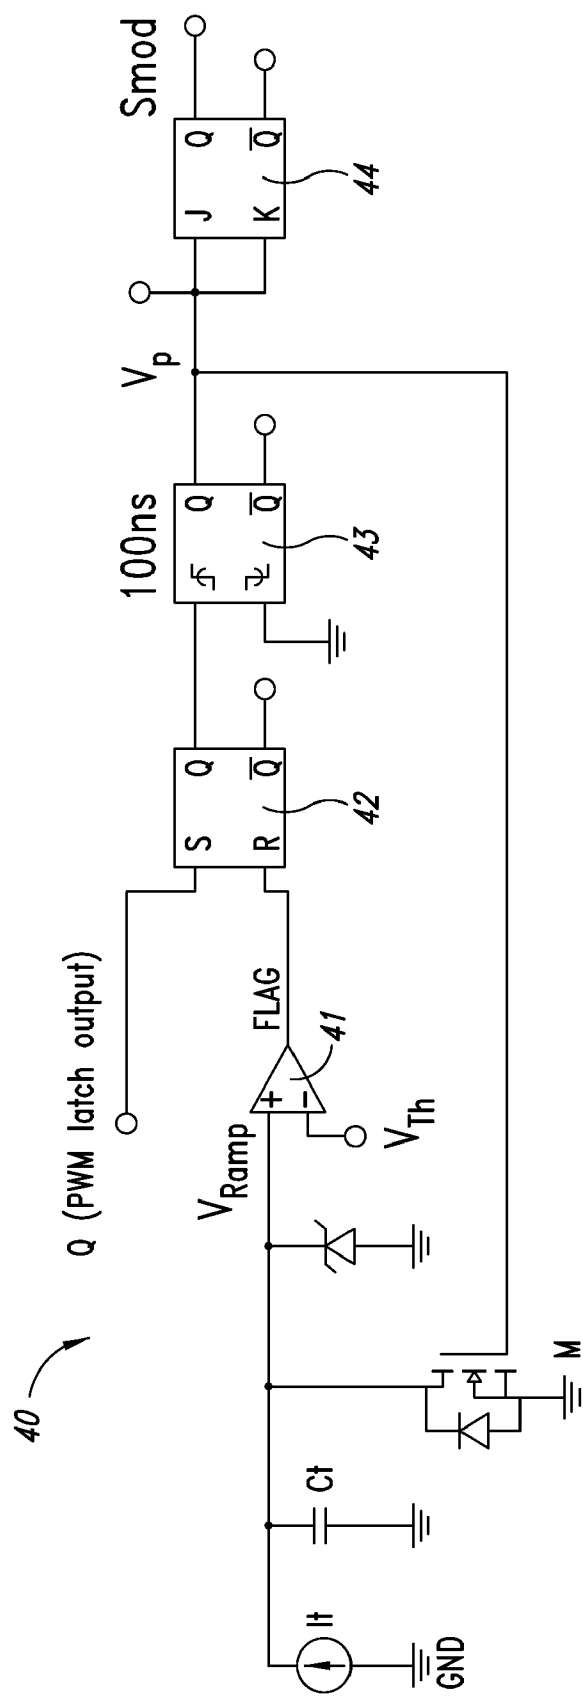 40
Q (PWM latch output)
It
GND
Ct
M
V_Ramp
V_Th
+
−
41
FLAG
S
R
Q
Q̅
42
100ns
Q
Q̅
43
V_p
J
K
Q
Q̅
44
Smod